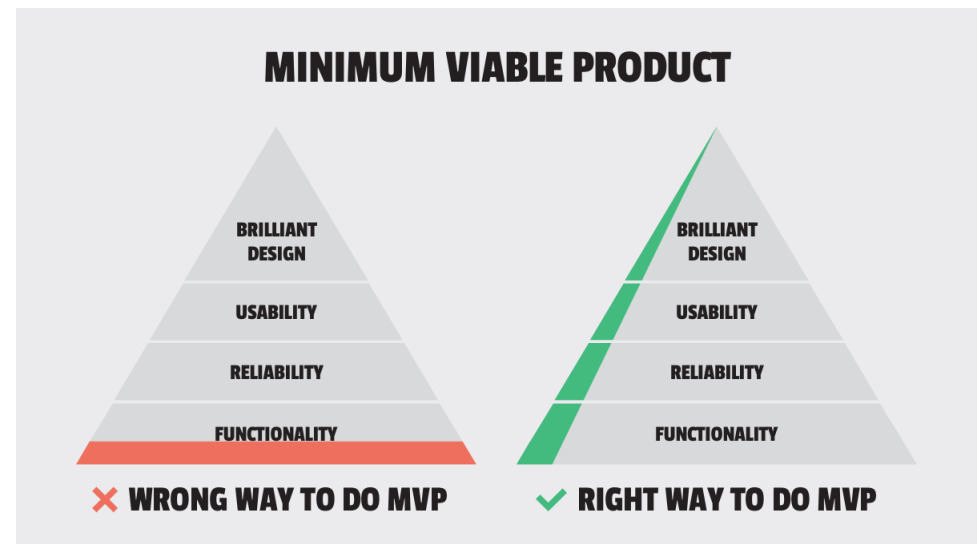 MINIMUM VIABLE PRODUCT
BRILLIANT
DESIGN
USABILITY
RELIABILITY
FUNCTIONALITY
WRONG WAY TO DO MVP
BRILLIANT
DESIGN
USABILITY
RELIABILITY
FUNCTIONALITY
RIGHT WAY TO DO MVP